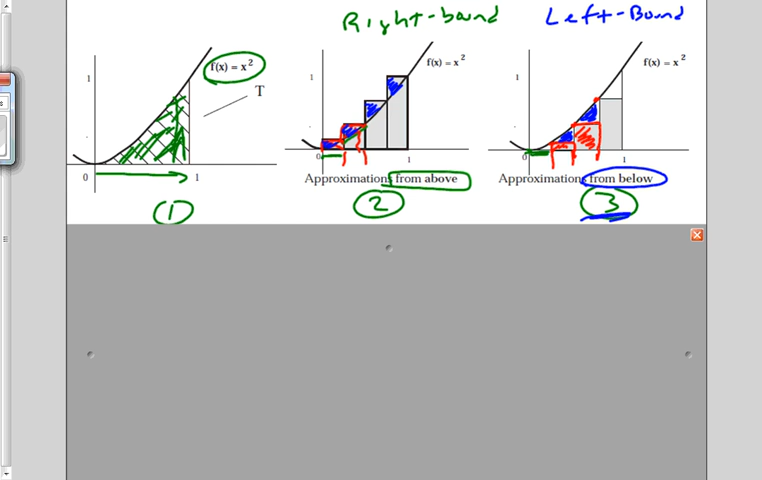 Right-bound
Left-Bound
f(x) = x²
1
T
0
1
①
f(x) = x²
1
0
1
Approximations from above
②
f(x) = x²
1
0
1
Approximations from below
③